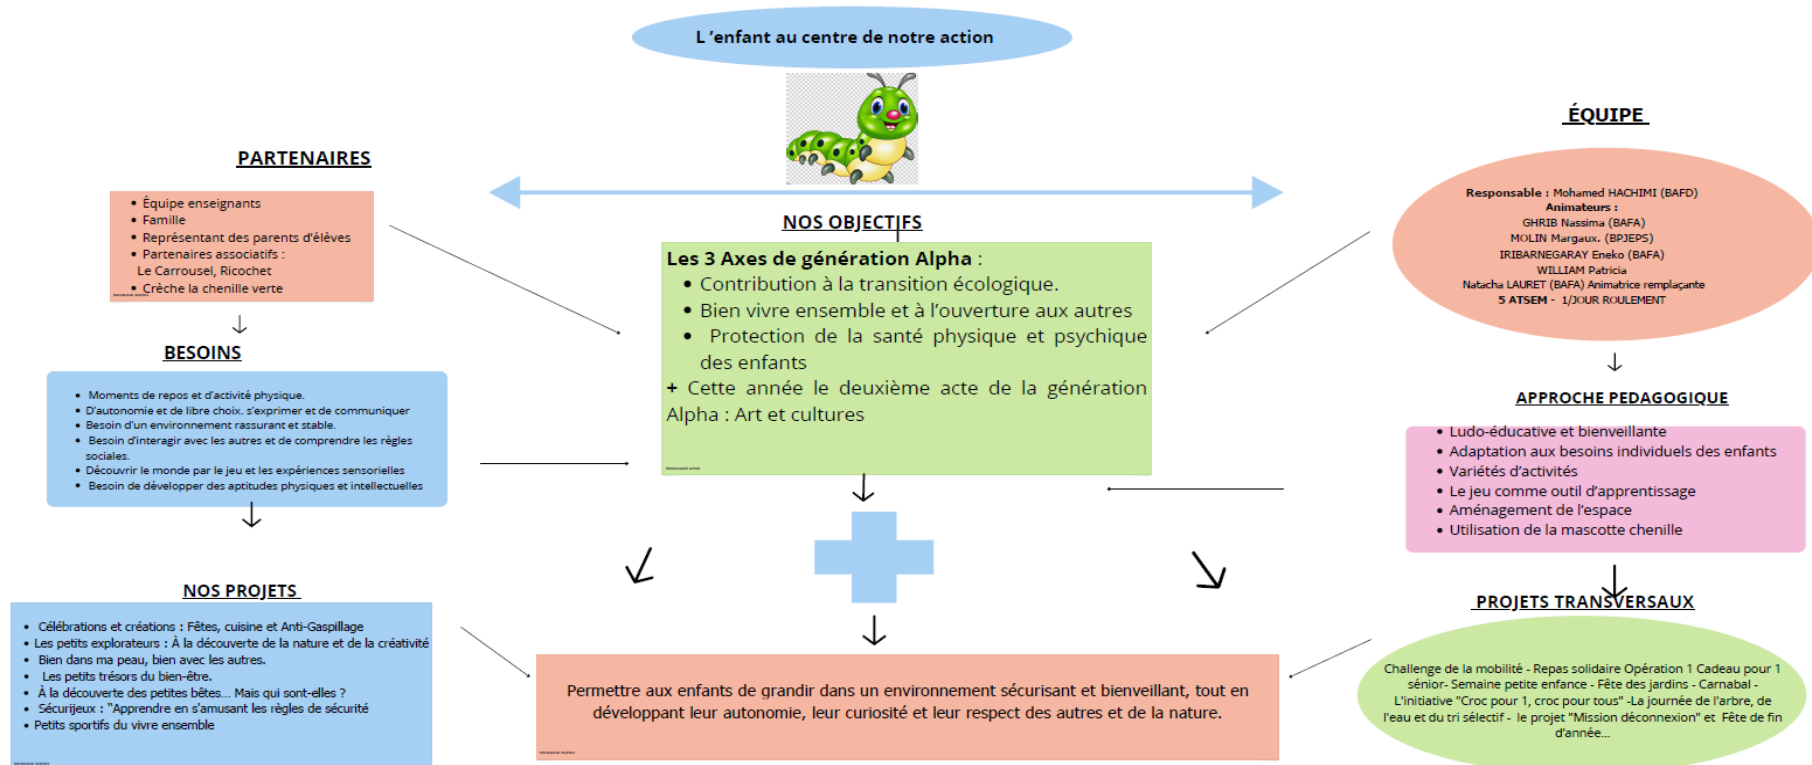 L 'enfant au centre de notre action
PARTENAIRES
Équipe enseignants
Famille
Représentant des parents d'élèves
Partenaires associatifs :
Le Carrousel, Ricochet
Crèche la chenille verte
BESOINS
Moments de repos et d'activité physique.
D'autonomie et de libre choix. s'exprimer et de communiquer
Besoin d'un environnement rassurant et stable.
Besoin d'interagir avec les autres et de comprendre les règles
sociales.
Découvrir le monde par le jeu et les expériences sensorielles
Besoin de développer des aptitudes physiques et intellectuelles
NOS PROJETS
Célébrations et créations : Fêtes, cuisine et Anti-Gaspillage
Les petits explorateurs : À la découverte de la nature et de la créativité
Bien dans ma peau, bien avec les autres.
Les petits trésors du bien-être.
À la découverte des petites bêtes... Mais qui sont-elles ?
Sécurijeux : "Apprendre en s'amusant les règles de sécurité
Petits sportifs du vivre ensemble
NOS OBJECTIFS
Les 3 Axes de génération Alpha :
Contribution à la transition écologique.
Bien vivre ensemble et à l'ouverture aux autres
Protection de la santé physique et psychique
des enfants
+ Cette année le deuxième acte de la génération
Alpha : Art et cultures
Permettre aux enfants de grandir dans un environnement sécurisant et bienveillant, tout en
développant leur autonomie, leur curiosité et leur respect des autres et de la nature.
ÉQUIPE
Responsable : Mohamed HACHIMI (BAFD)
Animateurs :
GHRIB Nassima (BAFA)
MOLIN Margaux. (BPJEPS)
IRIBARNEGARAY Eneko (BAFA)
WILLIAM Patricia
Natacha LAURET (BAFA) Animatrice remplaçante
5 ATSEM - 1/JOUR ROULEMENT
APPROCHE PEDAGOGIQUE
Ludo-éducative et bienveillante
Adaptation aux besoins individuels des enfants
Variétés d'activités
Le jeu comme outil d'apprentissage
Aménagement de l'espace
Utilisation de la mascotte chenille
PROJETS TRANSVERSAUX
Challenge de la mobilité - Repas solidaire Opération 1 Cadeau pour 1
sénior- Semaine petite enfance - Fête des jardins - Carnabal -
L'initiative "Croc pour 1, croc pour tous" -La journée de l'arbre, de
l'eau et du tri sélectif - le projet "Mission déconnexion" et Fête de fin
d'année...